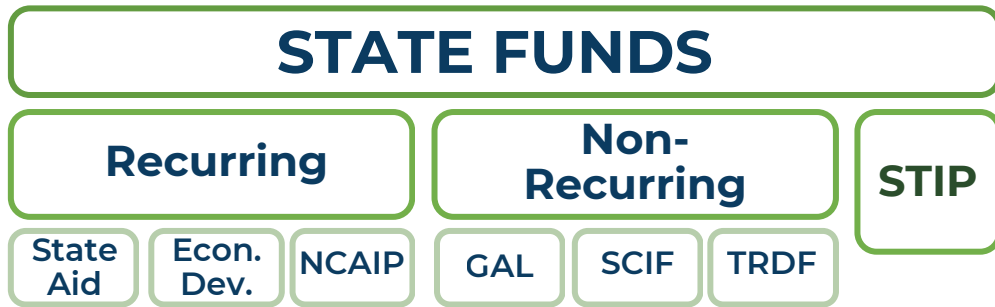 STATE FUNDS
Recurring
Non-
Recurring
STIP
State
Aid
Econ.
Dev.
NCAIP
GAL
SCIF
TRDF